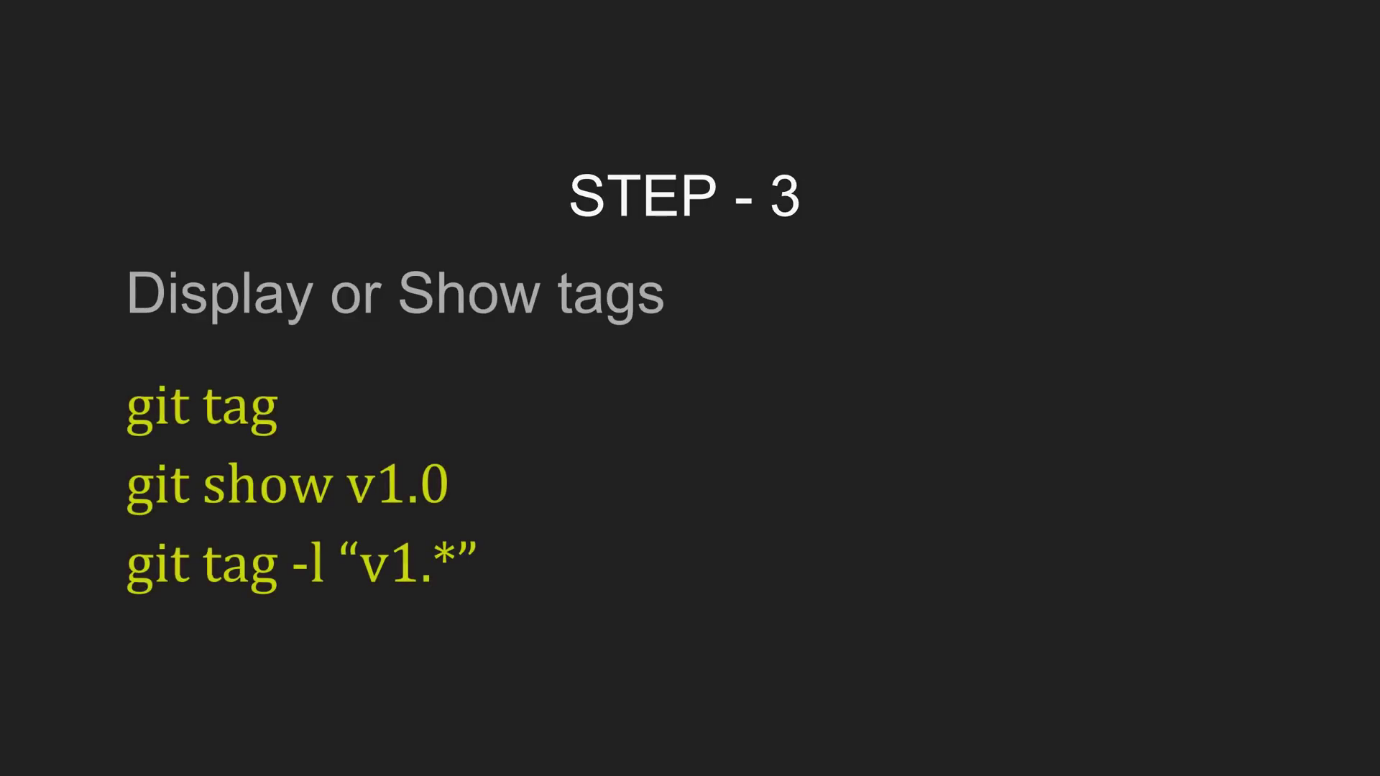 STEP - 3
Display or Show tags
git tag
git show v1.0
git tag -l “v1.*”